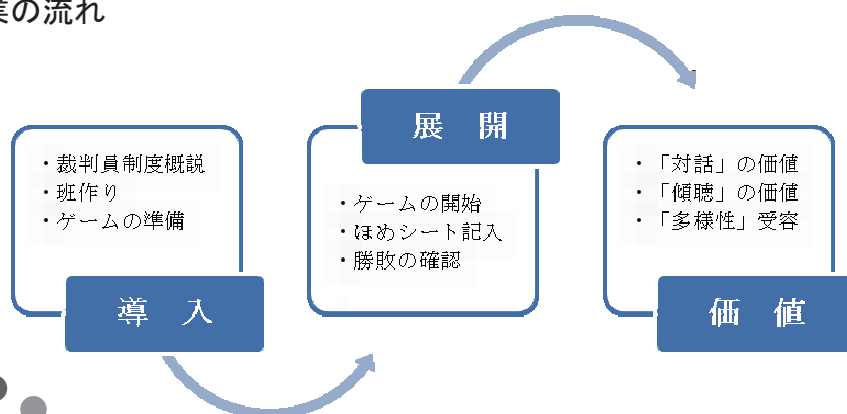 業の流れ
・裁判員制度概説
・班作り
・ゲームの準備
導 入
展 開
・ゲームの開始
・ほめシート記入
・勝敗の確認
・「対話」の価値
・「傾聴」の価値
・「多様性」受容
価 値